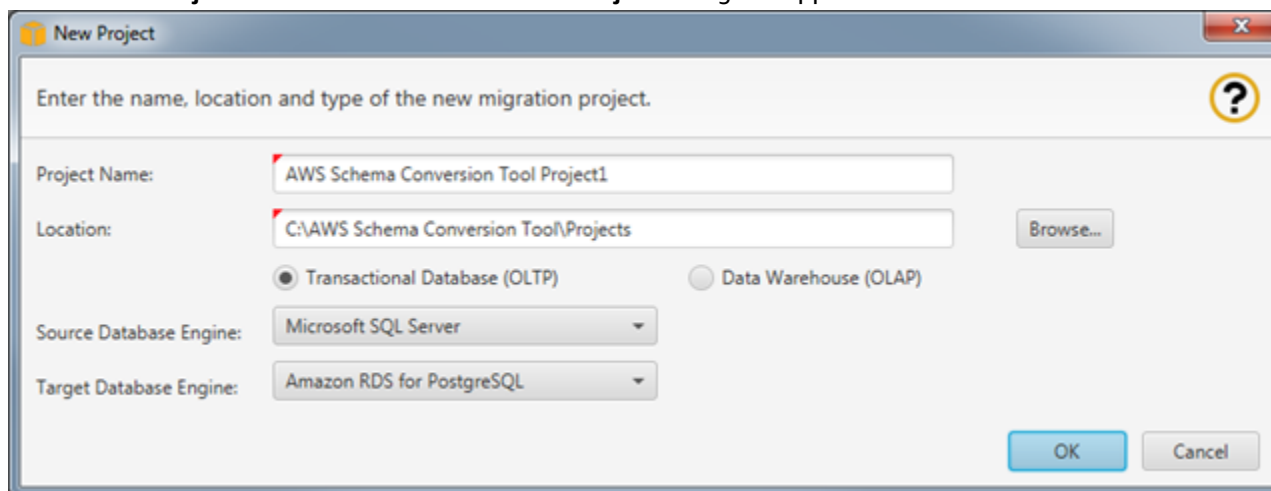 New Project
Enter the name, location and type of the new migration project.
?
Project Name: AWS Schema Conversion Tool Project1
Location: C:\AWS Schema Conversion Tool\Projects Browse...
Transactional Database (OLTP) Data Warehouse (OLAP)
Source Database Engine: Microsoft SQL Server
Target Database Engine: Amazon RDS for PostgreSQL
OK Cancel